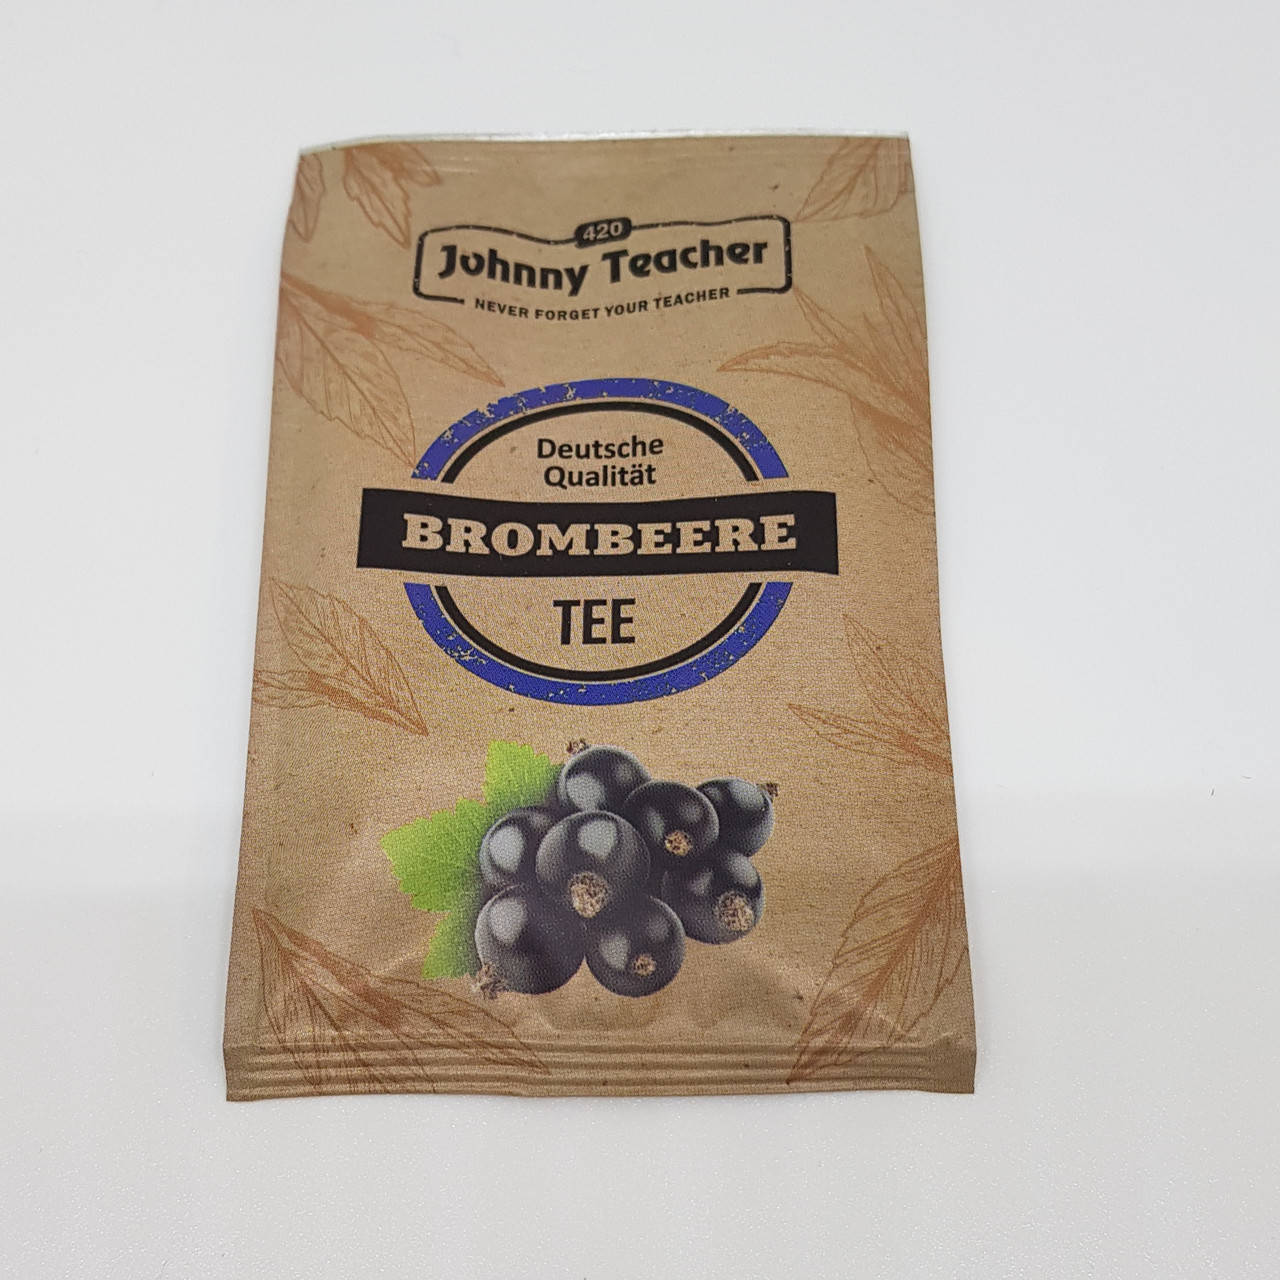 420
Johnny Teacher
NEVER FORGET YOUR TEACHER
Deutsche
Qualität
BROMBEERE
TEE